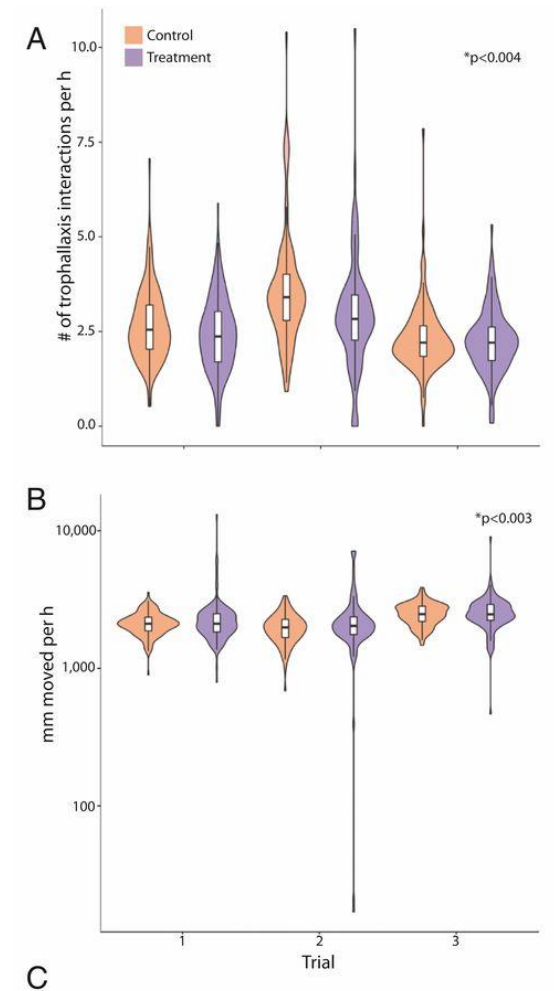 A
Control
Treatment
*p<0.004
# of trophallaxis interactions per h
10.0
7.5
5.0
2.5
0.0
B
*p<0.003
mm moved per h
10,000
1,000
100
1 2 3
Trial
C